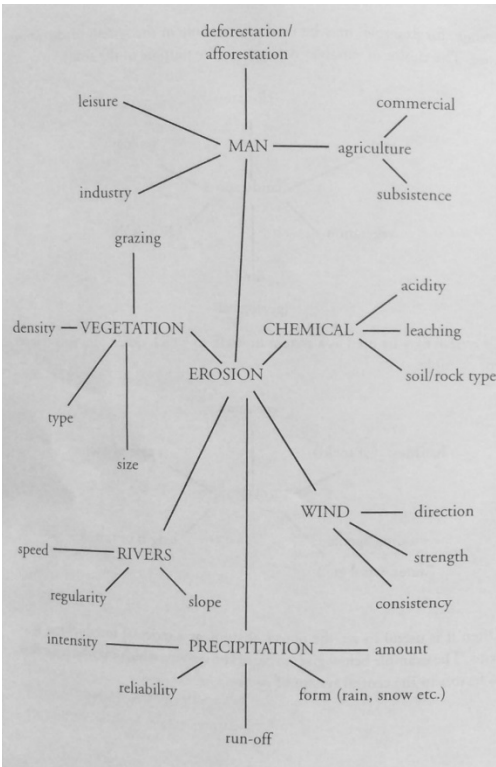 deforestation/
afforestation
leisure
commercial
MAN
agriculture
industry
subsistence
grazing
acidity
density
VEGETATION
CHEMICAL
leaching
EROSION
soil/rock type
type
size
WIND
direction
speed
RIVERS
strength
regularity
slope
consistency
intensity
PRECIPITATION
amount
reliability
form (rain, snow etc.)
run-off